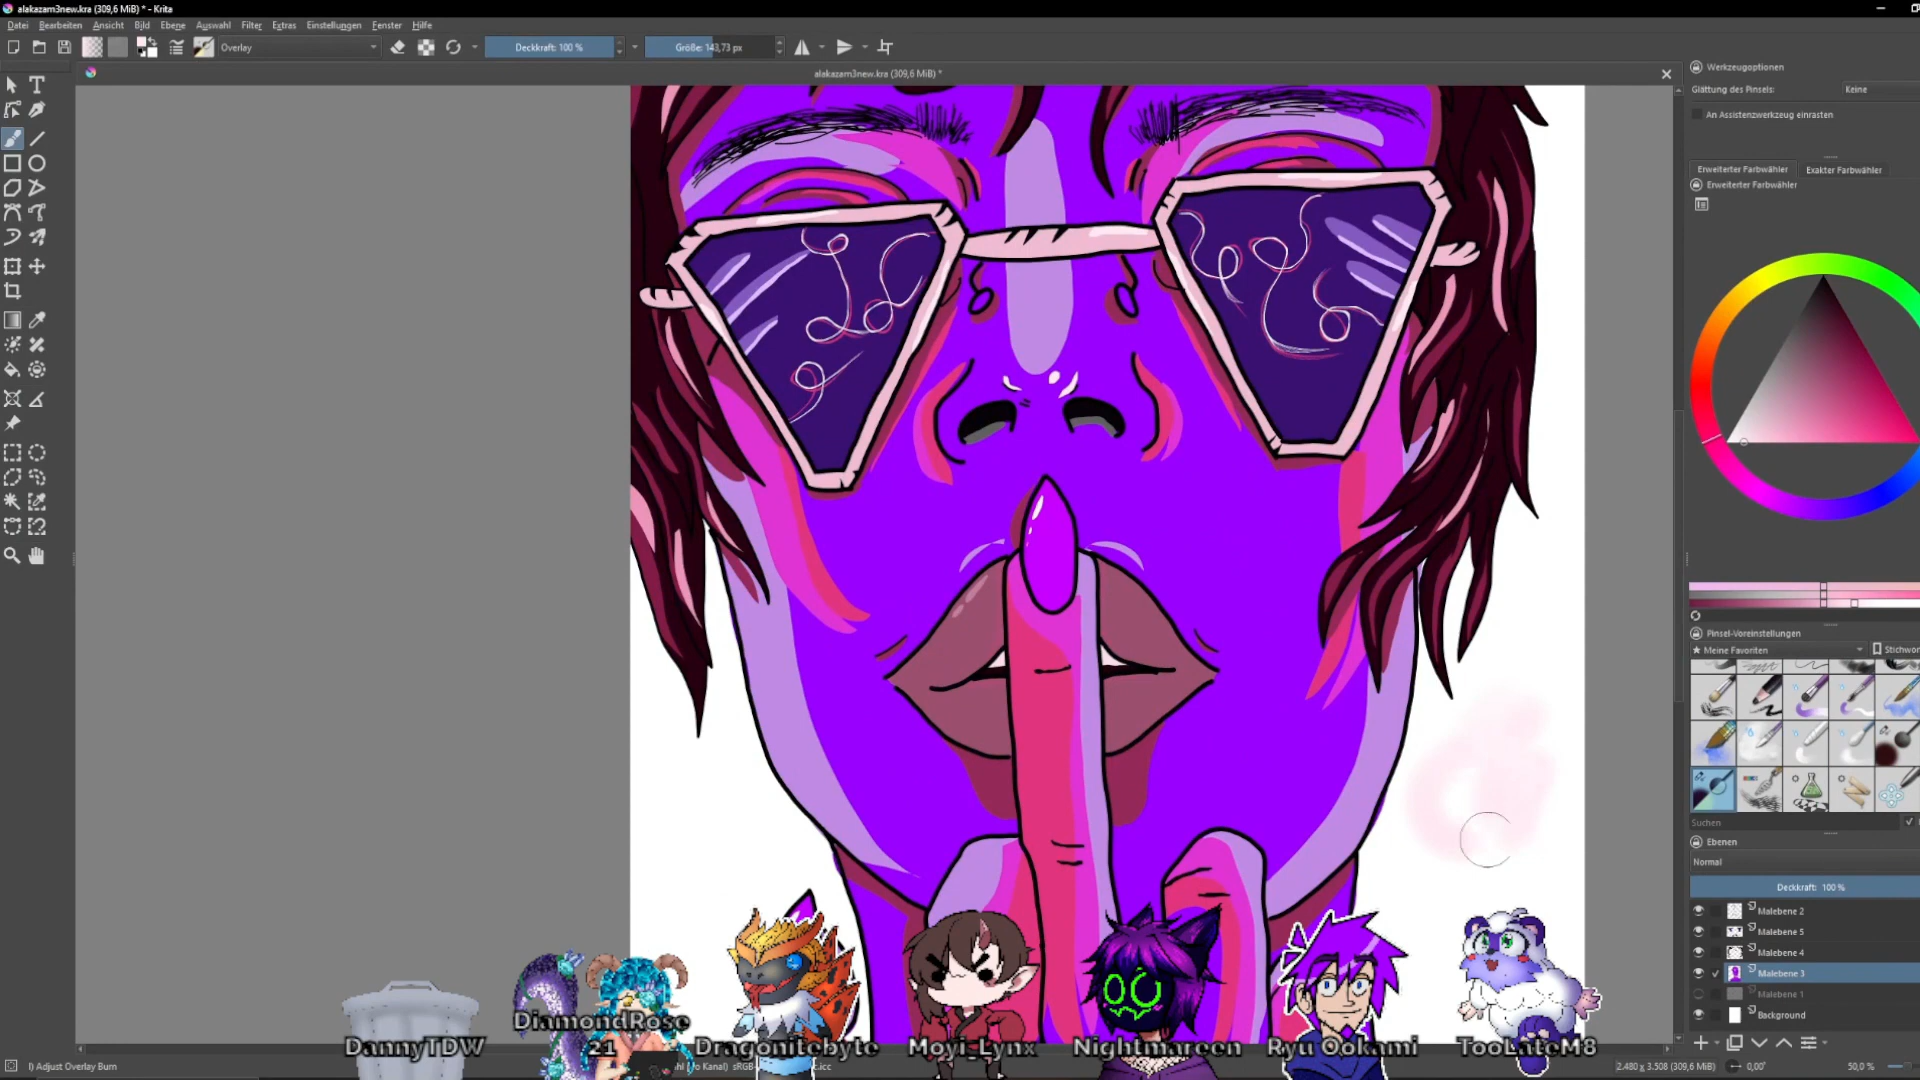 alakazam3new.kra (309,6 MiB) * - Krita
Datei Bearbeiten Ansicht Bild Ebene Auswahl Filter Extras Einstellungen Fenster Hilfe
Overlay
Deckkraft: 100 %
Größe: 143,73 px
alakazam3new.kra (309,6 MiB) *
Werkzeugoptionen
Glättung des Pinsels: Keine
An Assistenzwerkzeug einrasten
Erweiterter Farbwähler Exakter Farbwähler
Erweiterter Farbwähler
Pinsel-Voreinstellungen
★ Meine Favoriten
Suchen
Ebenen
Normal
Deckkraft: 100 %
Malebene 2
Malebene 5
Malebene 4
Malebene 3
Malebene 1
Background
DannyTDW
DiamondRose
21
Dragonitebyte
Moyi_Lynx
Nightmareon
Ryu Ookami
TooLateM8
I) Adjust Overlay Burn
2.480 x 3.508 (309,6 MiB)
0,00°
50,0 %